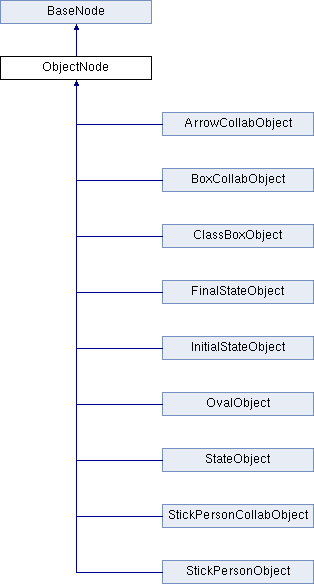 BaseNode
ObjectNode
ArrowCollabObject
BoxCollabObject
ClassBoxObject
FinalStateObject
InitialStateObject
OvalObject
StateObject
StickPersonCollabObject
StickPersonObject